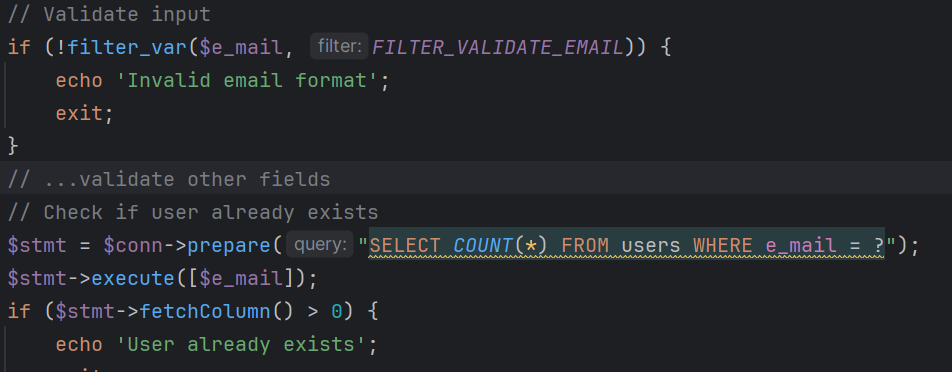 // Validate input
if (!filter_var($e_mail, filter: FILTER_VALIDATE_EMAIL)) {
    echo 'Invalid email format';
    exit;
}
// ...validate other fields
// Check if user already exists
$stmt = $conn->prepare( query: "SELECT COUNT(*) FROM users WHERE e_mail = ?");
$stmt->execute([$e_mail]);
if ($stmt->fetchColumn() > 0) {
    echo 'User already exists';